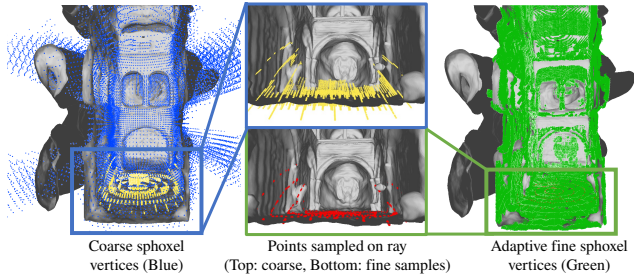 Coarse sphoxel
vertices (Blue)
Points sampled on ray
(Top: coarse, Bottom: fine samples)
Adaptive fine sphoxel
vertices (Green)